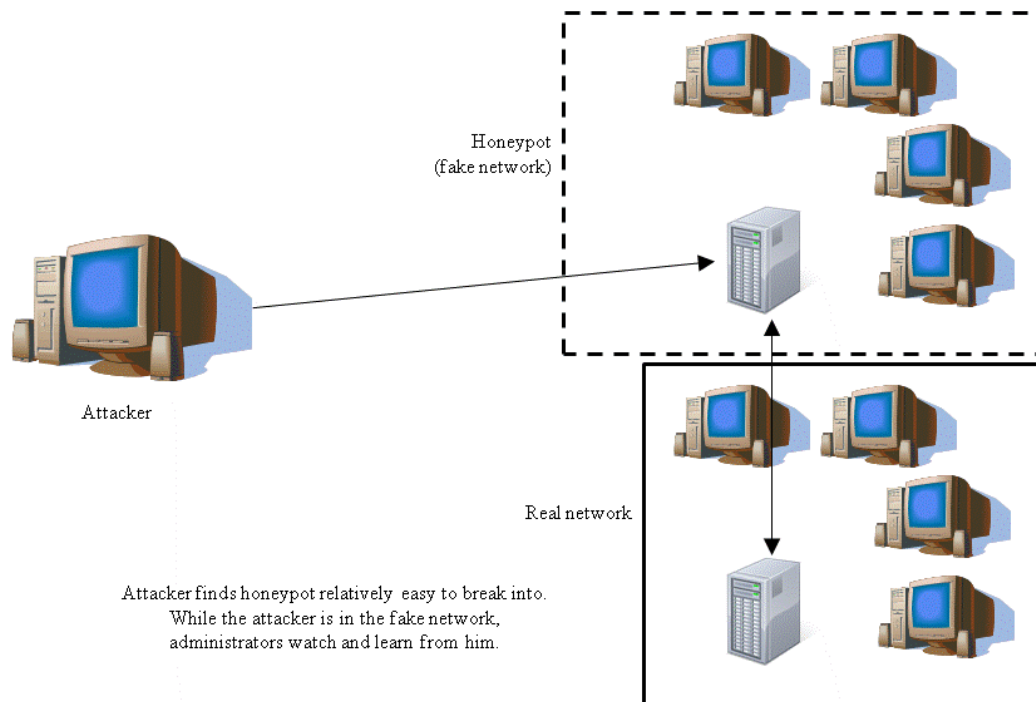 Honeypot
(fake network)
Attacker
Real network
Attacker finds honeypot relatively easy to break into.
While the attacker is in the fake network,
administrators watch and learn from him.